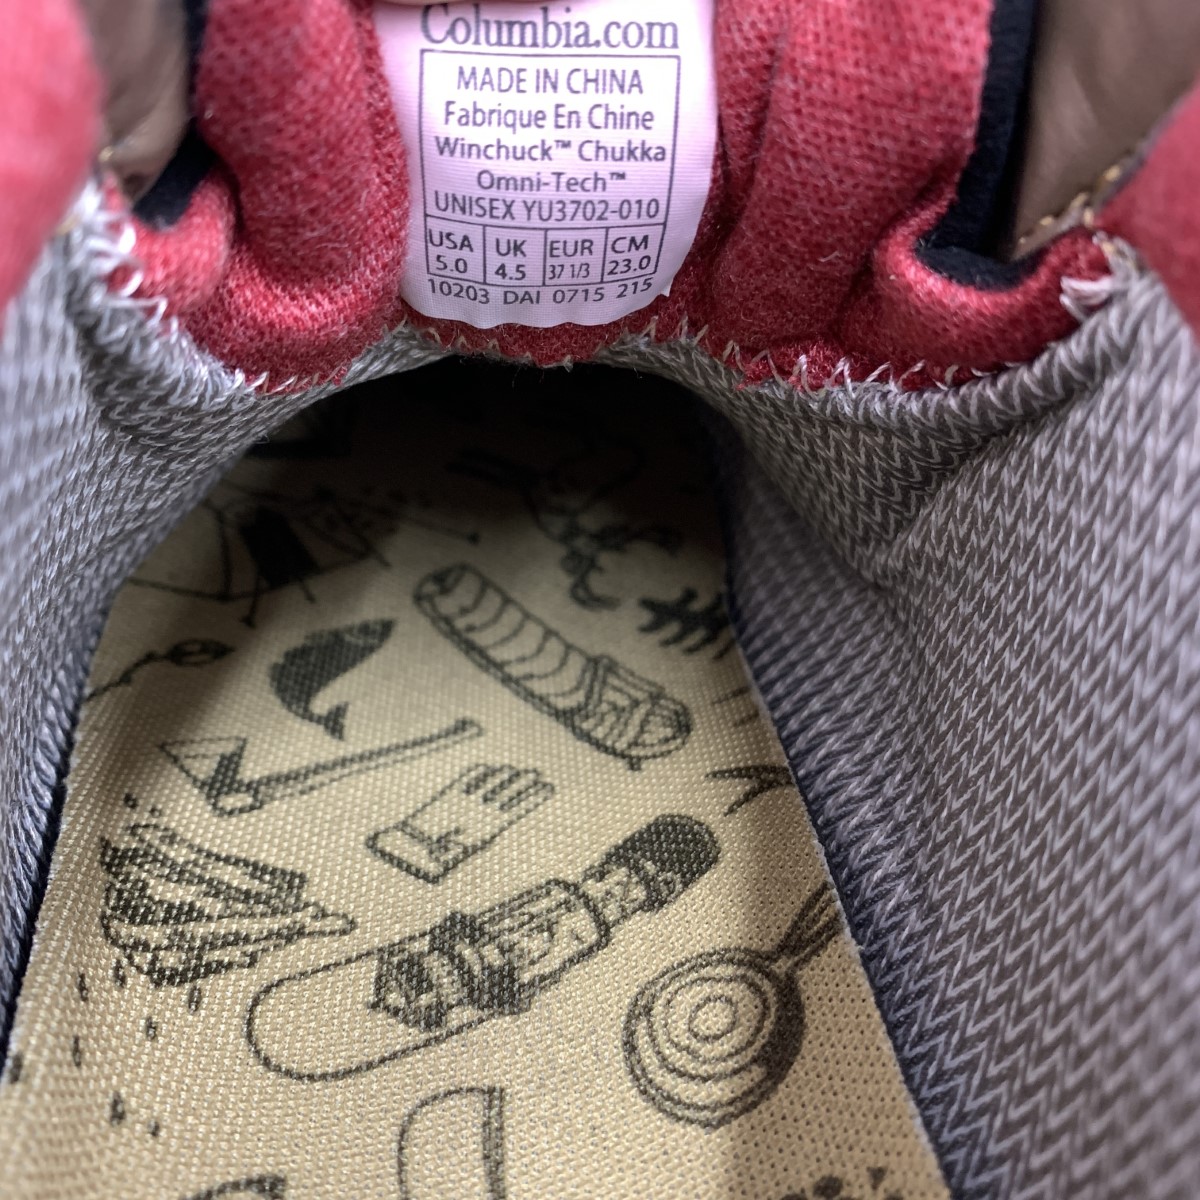 Columbia.com
MADE IN CHINA
Fabrique En Chine
Winchuck™ Chukka
Omni-Tech™
UNISEX YU3702-010
USA UK EUR CM
5.0 4.5 37 1/3 23.0
10203 DAI 0715 215